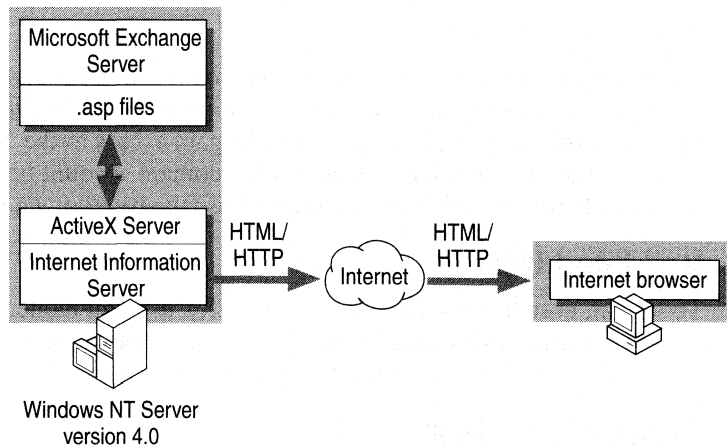 Microsoft Exchange
Server
.asp files
ActiveX Server
Internet Information
Server
HTML/
HTTP
Internet
HTML/
HTTP
Internet browser
Windows NT Server
version 4.0